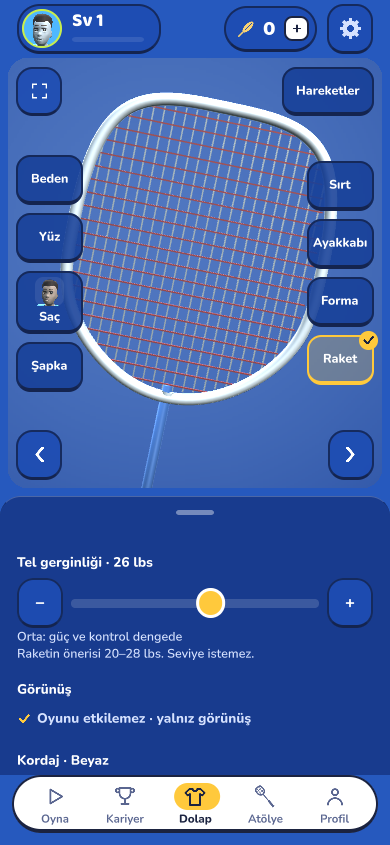 Sv 1
0
+
Hareketler
Beden
Sırt
Yüz
Ayakkabı
Saç
Forma
Şapka
Raket
Tel gerginliği · 26 lbs
−
+
Orta: güç ve kontrol dengede
Raketin önerisi 20–28 lbs. Seviye istemez.
Görünüş
Oyunu etkilemez · yalnız görünüş
Kordaj · Beyaz
Oyna
Kariyer
Dolap
Atölye
Profil